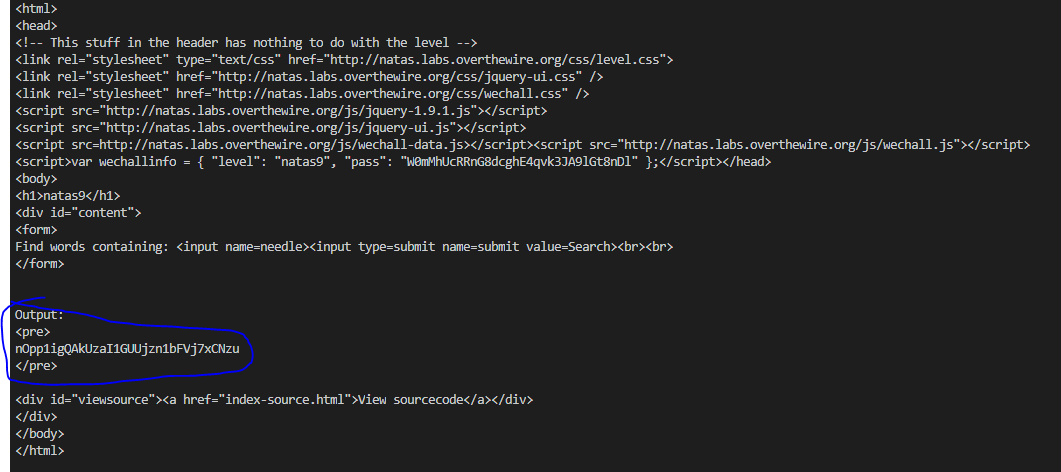 <html>
<head>
<!-- This stuff in the header has nothing to do with the level -->
<link rel="stylesheet" type="text/css" href="http://natas.labs.overthewire.org/css/level.css">
<link rel="stylesheet" href="http://natas.labs.overthewire.org/css/jquery-ui.css" />
<link rel="stylesheet" href="http://natas.labs.overthewire.org/css/wechall.css" />
<script src="http://natas.labs.overthewire.org/js/jquery-1.9.1.js"></script>
<script src="http://natas.labs.overthewire.org/js/jquery-ui.js"></script>
<script src=http://natas.labs.overthewire.org/js/wechall-data.js></script><script src="http://natas.labs.overthewire.org/js/wechall.js"></script>
<script>var wechallinfo = { "level": "natas9", "pass": "W0mMhUcRRnG8dcghE4qvk3JA9lGt8nDl" };</script></head>
<body>
<h1>natas9</h1>
<div id="content">
<form>
Find words containing: <input name=needle><input type=submit name=submit value=Search><br><br>
</form>
Output:
<pre>
nOpp1igQAkUzaI1GUUjzn1bFVj7xCNzu
</pre>
<div id="viewsource"><a href="index-source.html">View sourcecode</a></div>
</div>
</body>
</html>